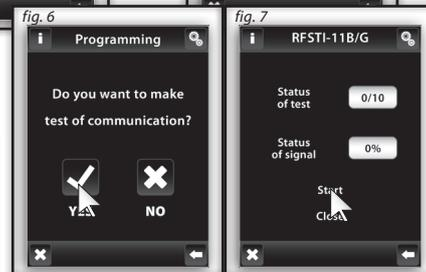 fig. 6
i Programming
Do you want to make
test of communication?
YES NO
fig. 7
i RFSTI-11B/G
Status
of test
0/10
Status
of signal
0%
Start
Close